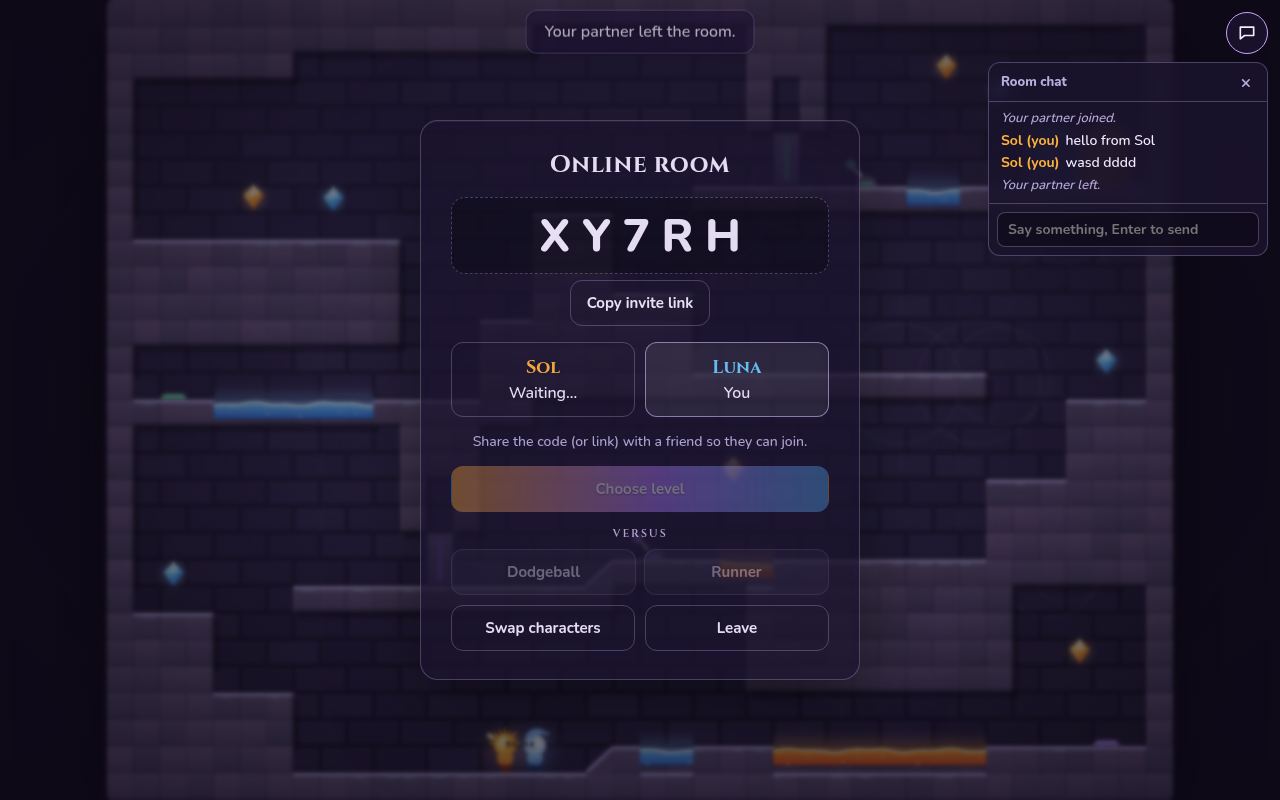 Your partner left the room.
Room chat
Your partner joined.
Sol (you) hello from Sol
Sol (you) wasd dddd
Your partner left.
Say something, Enter to send
Online room
XY7RH
Copy invite link
Sol
Waiting...
Luna
You
Share the code (or link) with a friend so they can join.
Choose level
VERSUS
Dodgeball
Runner
Swap characters
Leave